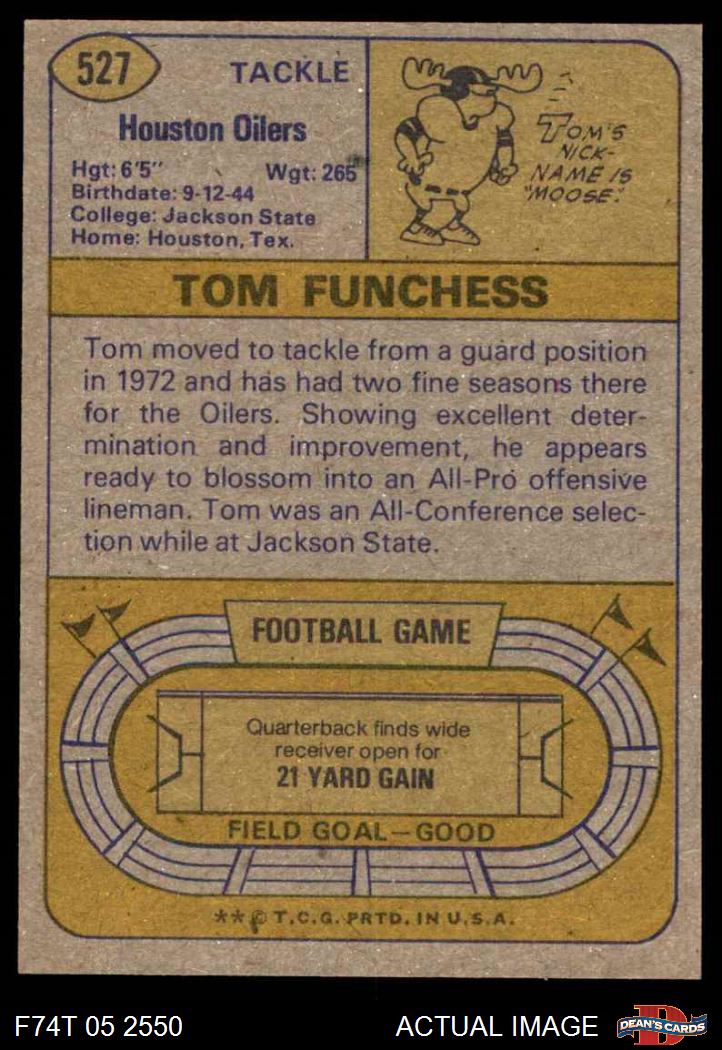 527
TACKLE
Houston Oilers
Hgt: 6'5" Wgt: 265
Birthdate: 9-12-44
College: Jackson State
Home: Houston, Tex.
TOM'S
NICK-
NAME IS
"MOOSE."
TOM FUNCHESS
Tom moved to tackle from a guard position
in 1972 and has had two fine seasons there
for the Oilers. Showing excellent deter-
mination and improvement, he appears
ready to blossom into an All-Pro offensive
lineman. Tom was an All-Conference selec-
tion while at Jackson State.
FOOTBALL GAME
Quarterback finds wide
receiver open for
21 YARD GAIN
FIELD GOAL—GOOD
**© T.C.G. PRTD. IN U.S.A.
F74T 05 2550
ACTUAL IMAGE
D
DEAN'S CARDS